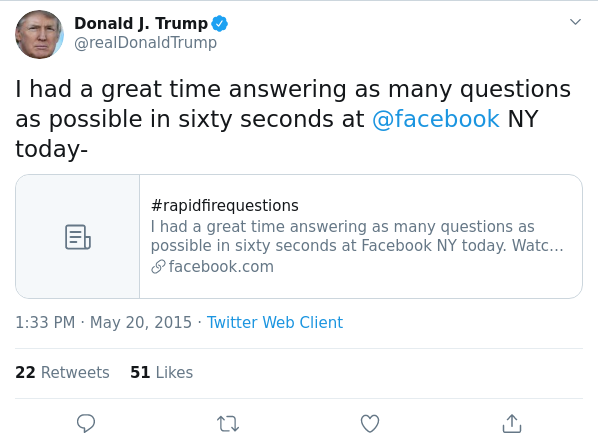 Donald J. Trump
@realDonaldTrump
I had a great time answering as many questions
as possible in sixty seconds at @facebook NY
today-
#rapidfirequestions
I had a great time answering as many questions as
possible in sixty seconds at Facebook NY today. Watc...
facebook.com
1:33 PM · May 20, 2015 · Twitter Web Client
22 Retweets 51 Likes